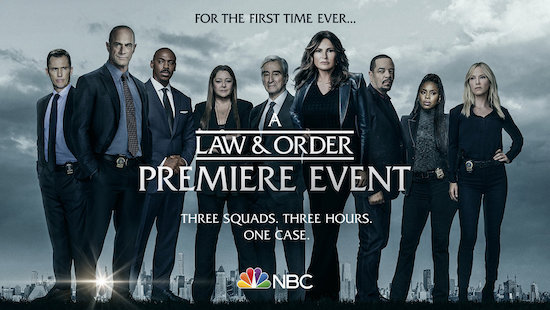 FOR THE FIRST TIME EVER...
A
LAW & ORDER
PREMIERE EVENT
THREE SQUADS. THREE HOURS.
ONE CASE.
NBC